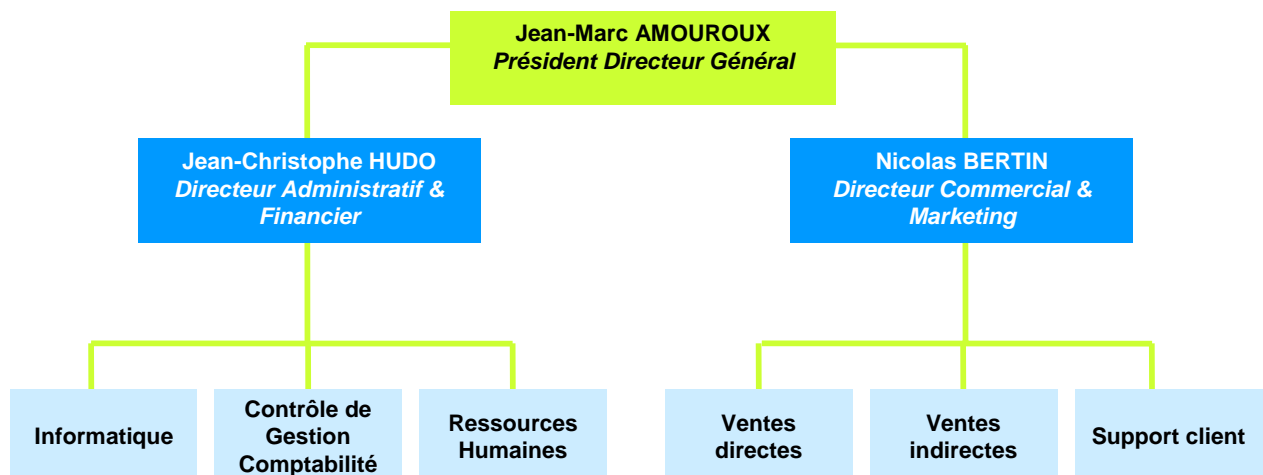 Jean-Marc AMOUROUX
Président Directeur Général
Jean-Christophe HUDO
Directeur Administratif &
Financier
Nicolas BERTIN
Directeur Commercial &
Marketing
Informatique
Contrôle de
Gestion
Comptabilité
Ressources
Humaines
Ventes
directes
Ventes
indirectes
Support client